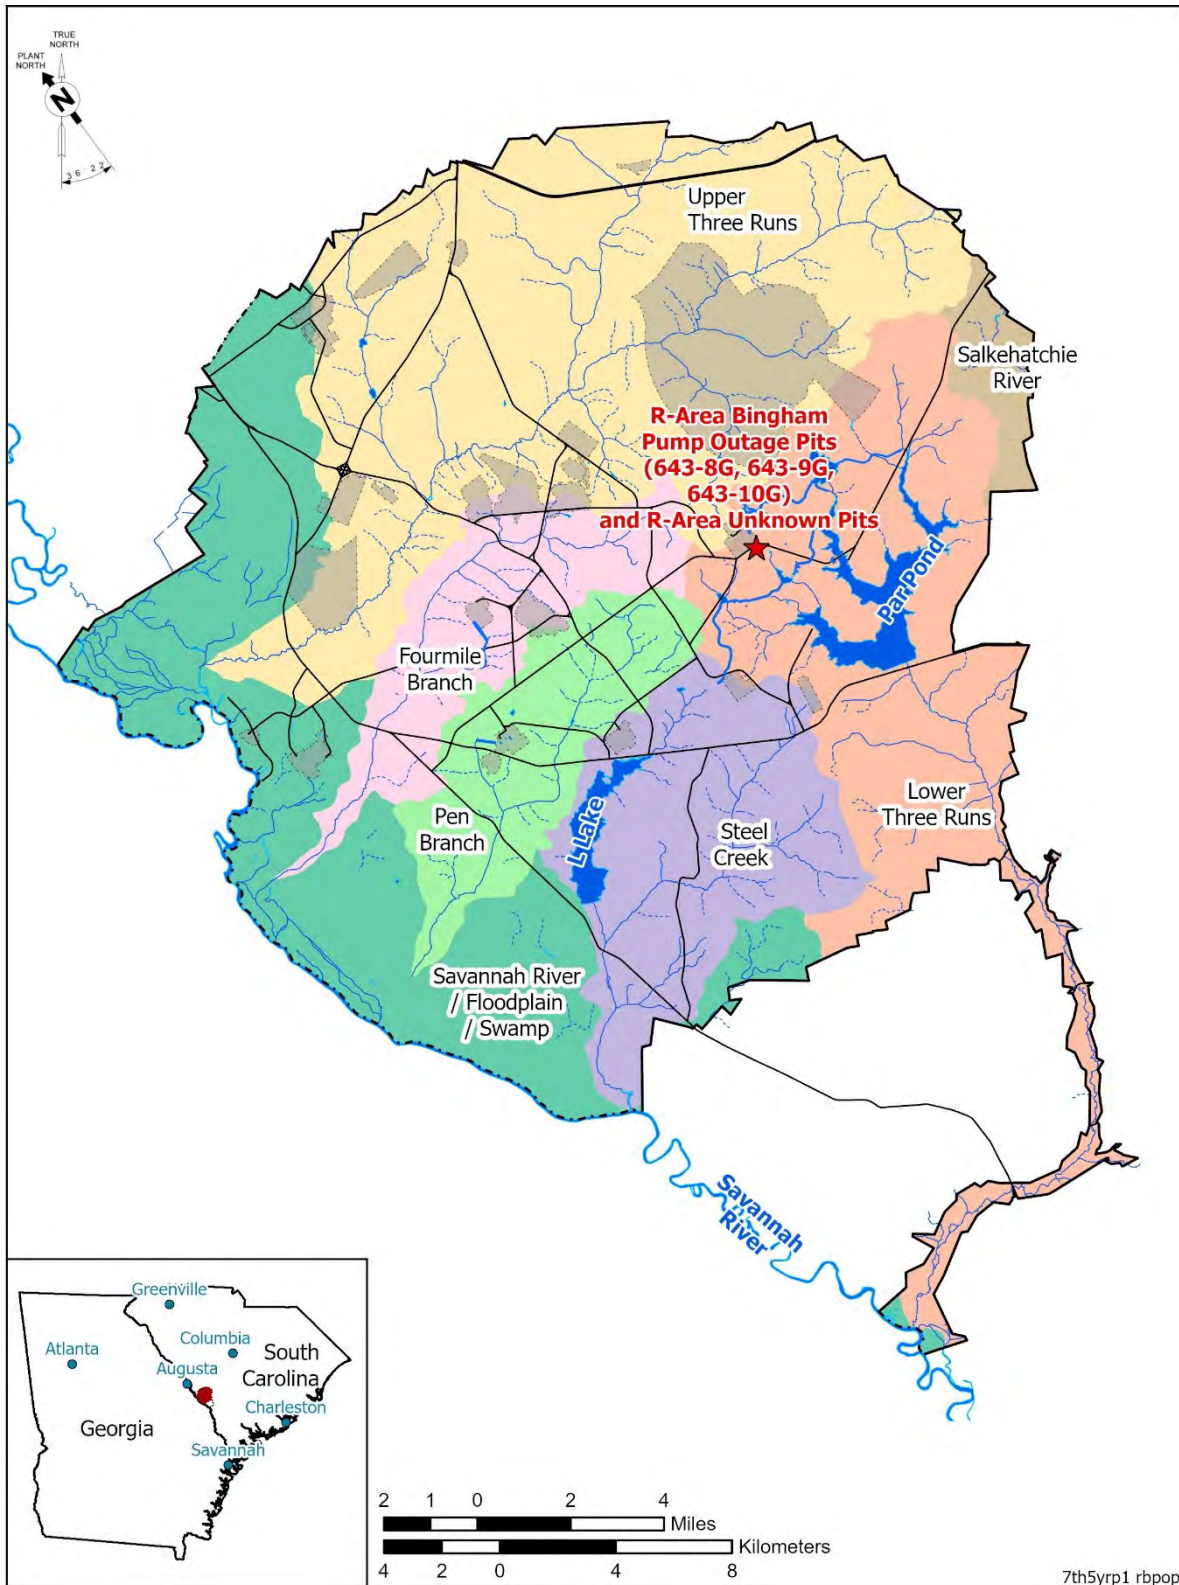 TRUE
NORTH
PLANT
NORTH
N
36°22'
Upper
Three Runs
Salkehatchie
River
R-Area Bingham
Pump Outage Pits
(643-8G, 643-9G,
643-10G)
and R-Area Unknown Pits
Par Pond
Fourmile
Branch
Pen
Branch
L Lake
Steel
Creek
Lower
Three Runs
Savannah River
/ Floodplain
/ Swamp
Savannah
River
Greenville
Atlanta
Columbia
South
Carolina
Augusta
Charleston
Georgia
Savannah
2 1 0 2 4
Miles
Kilometers
4 2 0 4 8
7th5yrp1 rbpop